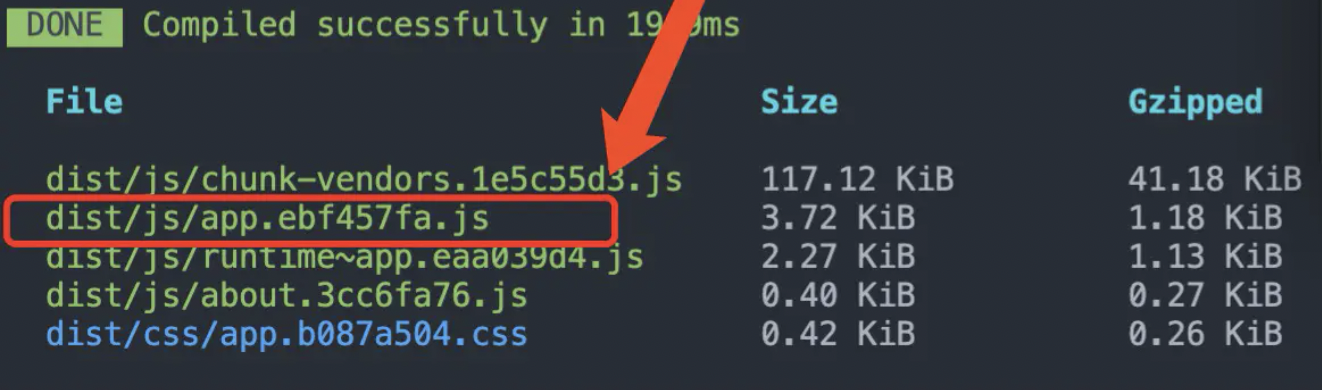 DONE Compiled successfully in ms
File Size Gzipped
dist/js/chunk-vendors.1e5c55d3.js 117.12 KiB 41.18 KiB
dist/js/app.ebf457fa.js 3.72 KiB 1.18 KiB
dist/js/runtime~app.eaa039d4.js 2.27 KiB 1.13 KiB
dist/js/about.3cc6fa76.js 0.40 KiB 0.27 KiB
dist/css/app.b087a504.css 0.42 KiB 0.26 KiB